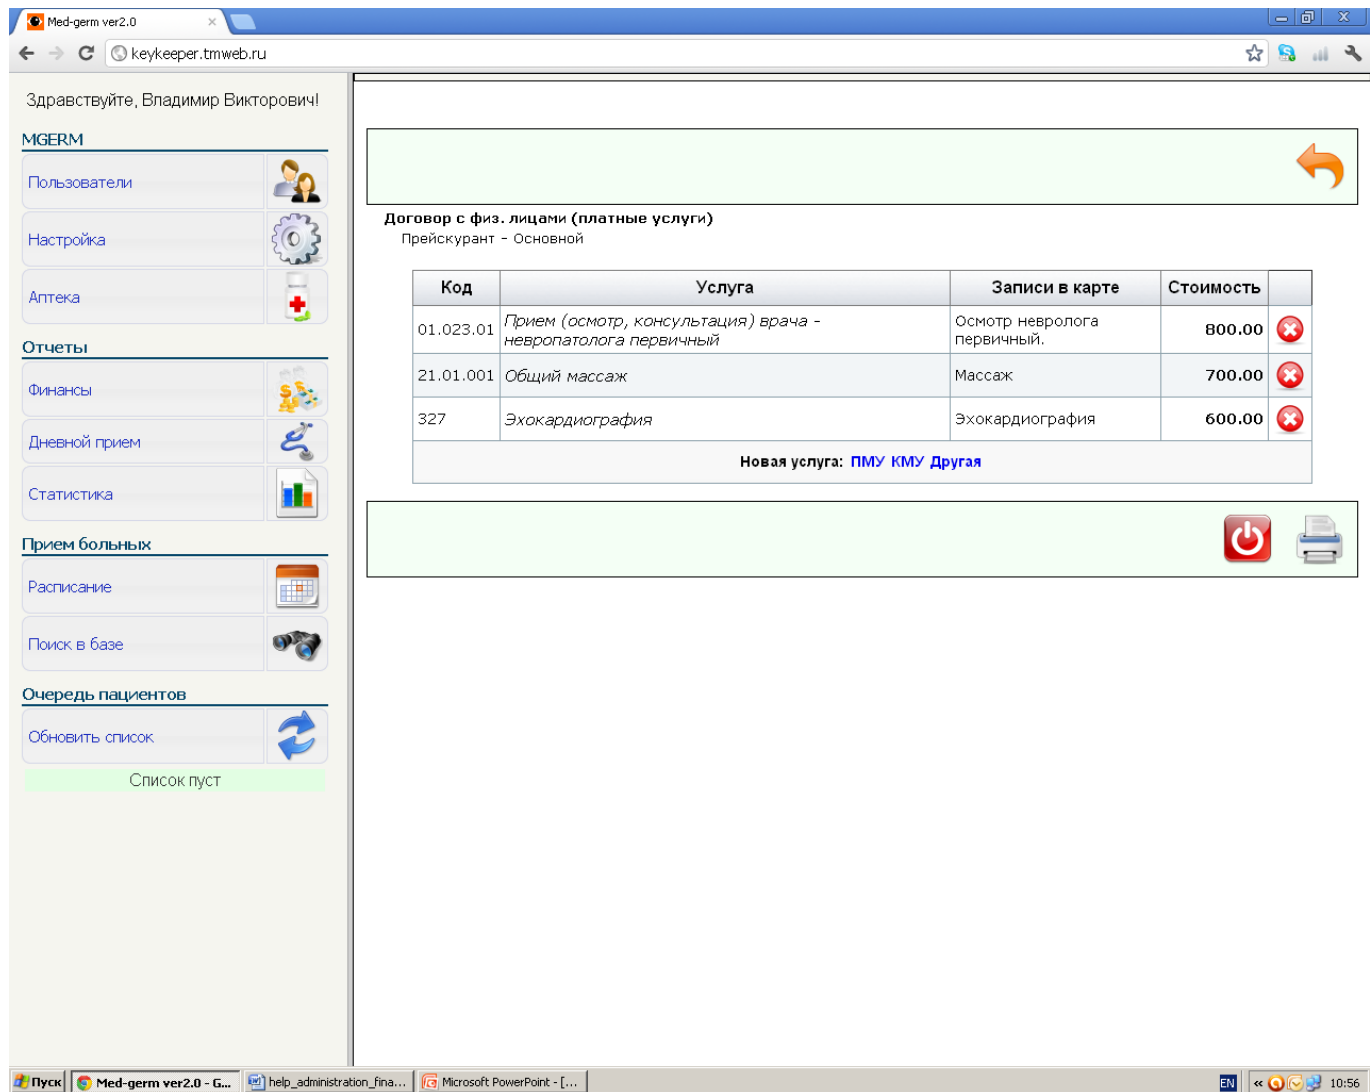 Med-germ ver2.0
keykeeper.tmweb.ru
Здравствуйте, Владимир Викторович!
MGERM
Пользователи
Настройка
Аптека
Отчеты
Финансы
Дневной прием
Статистика
Прием больных
Расписание
Поиск в базе
Очередь пациентов
Обновить список
Список пуст
Договор с физ. лицами (платные услуги)
Прейскурант - Основной
Код Услуга Записи в карте Стоимость
01.023.01 Прием (осмотр, консультация) врача - Осмотр невролога 800.00
невропатолога первичный первичный.
21.01.001 Общий массаж Массаж 700.00
327 Эхокардиография Эхокардиография 600.00
Новая услуга: ПМУ КМУ Другая
Пуск Med-germ ver2.0 - G... help_administration_fina... Microsoft PowerPoint - [... EN « 10:56